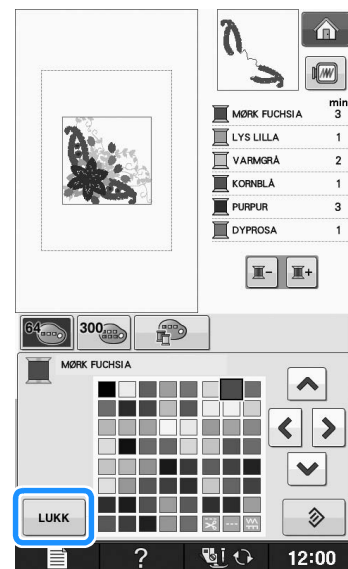 min
MØRK FUCHSIA 3
LYS LILLA 1
VARMGRÅ 2
KORNBLÅ 1
PURPUR 3
DYPROSA 1
64 300
MØRK FUCHSIA
LUKK
? 12:00